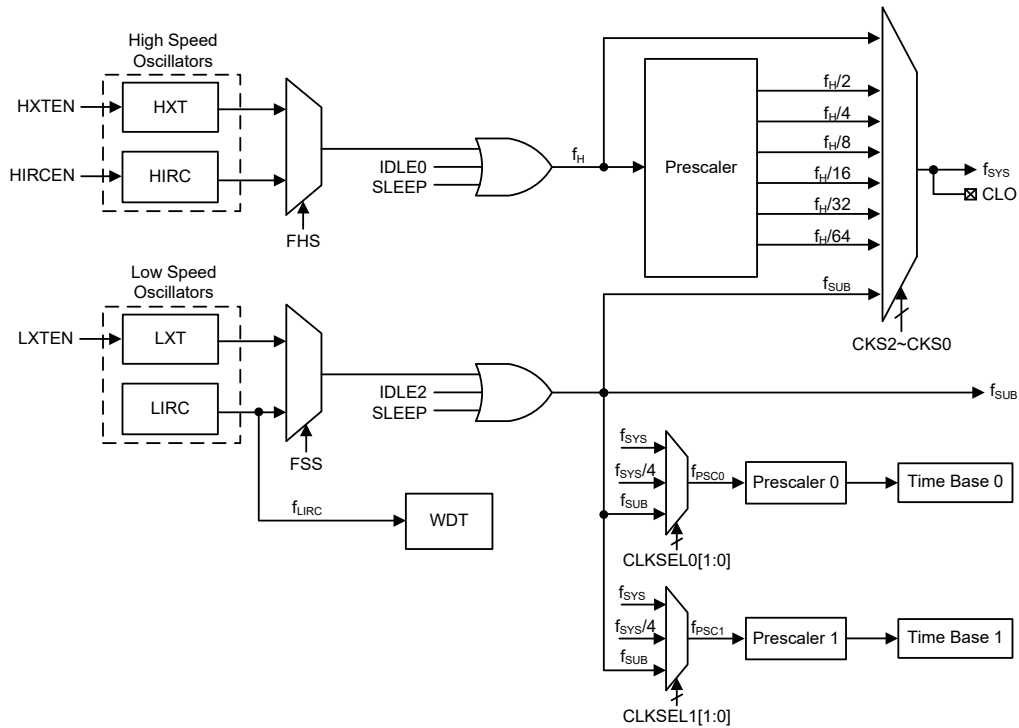 High Speed
Oscillators
HXTEN
HXT
HIRCEN
HIRC
FHS
IDLE0
SLEEP
fH
Prescaler
fH/2
fH/4
fH/8
fH/16
fH/32
fH/64
fSUB
CKS2~CKS0
fSYS
CLO
Low Speed
Oscillators
LXTEN
LXT
LIRC
FSS
IDLE2
SLEEP
fSUB
fLIRC
WDT
fSYS
fSYS/4
fSUB
fPSC0
CLKSEL0[1:0]
Prescaler 0
Time Base 0
fSYS
fSYS/4
fSUB
fPSC1
CLKSEL1[1:0]
Prescaler 1
Time Base 1